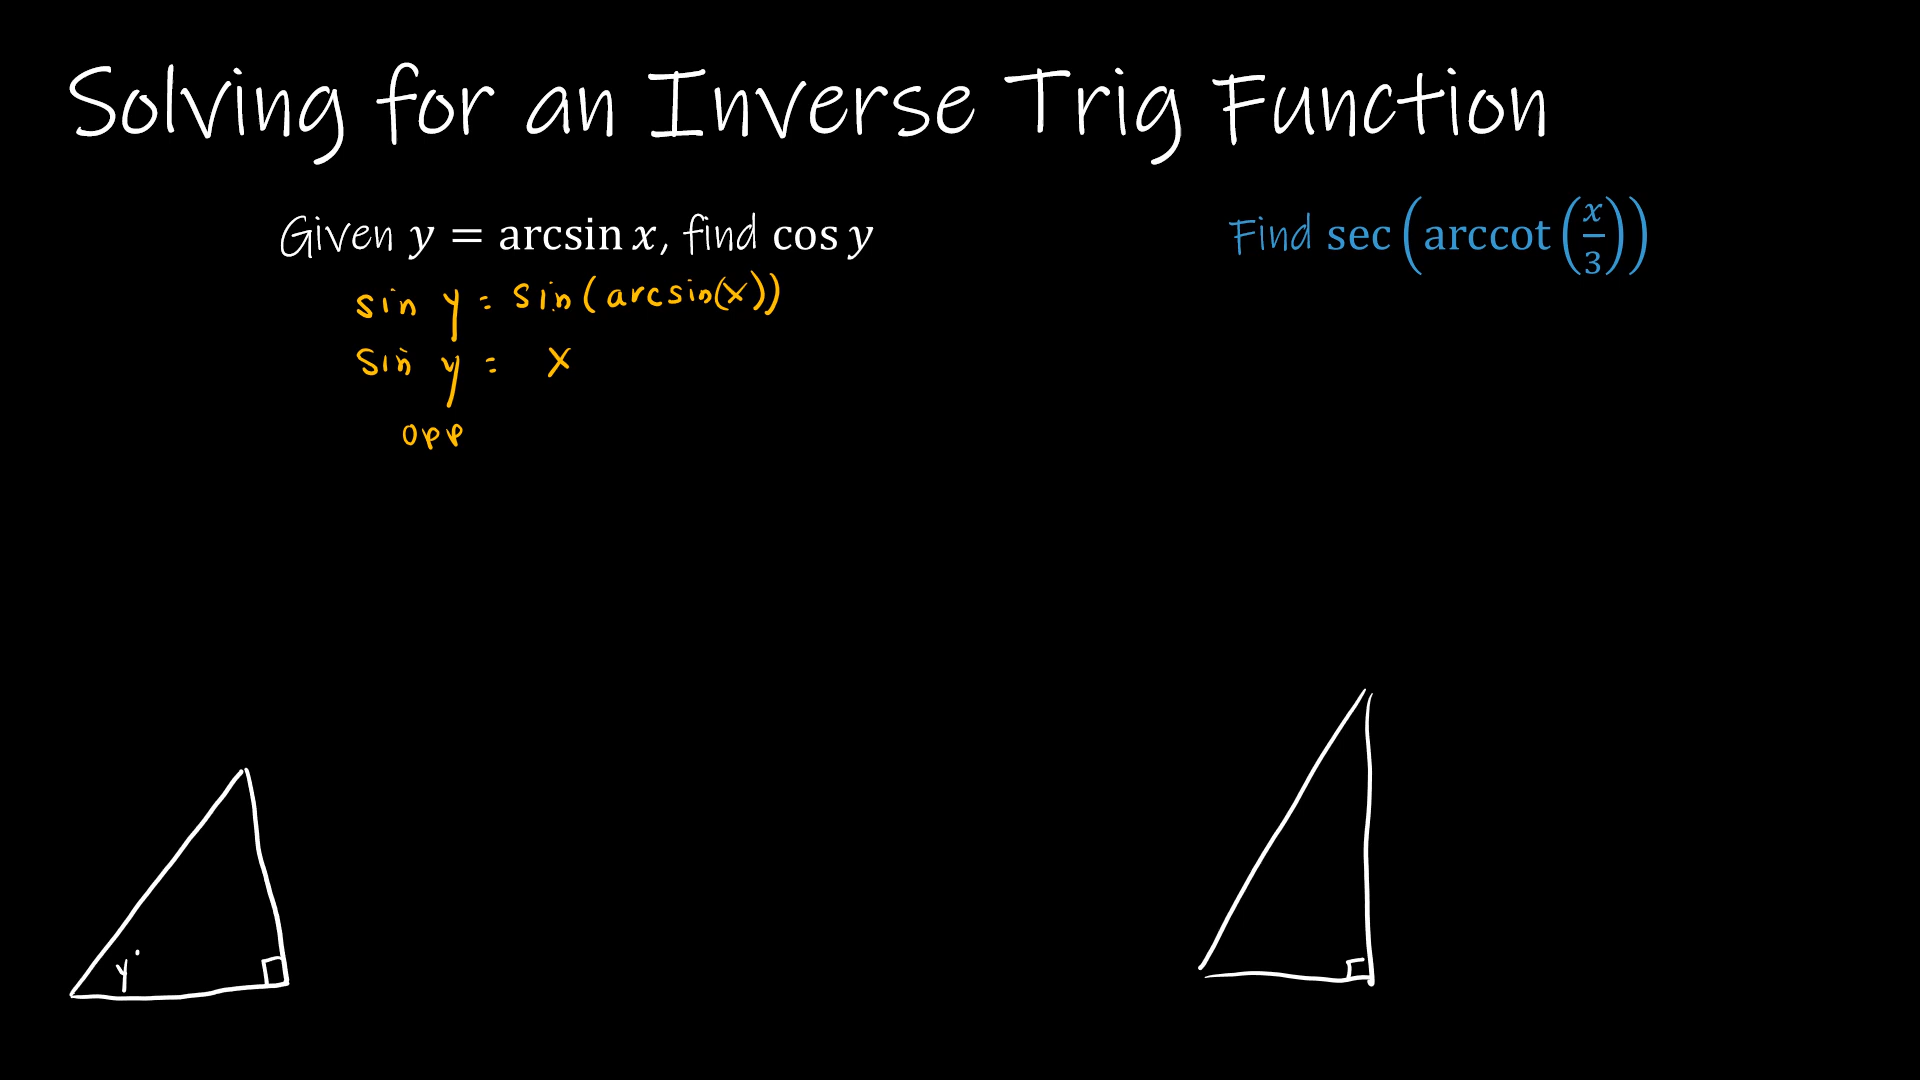 Solving for an Inverse Trig Function
Given y = arcsin x, find cos y
sin y = sin(arcsin(x))
sin y = x
opp
y
Find sec(arccot(x/3))